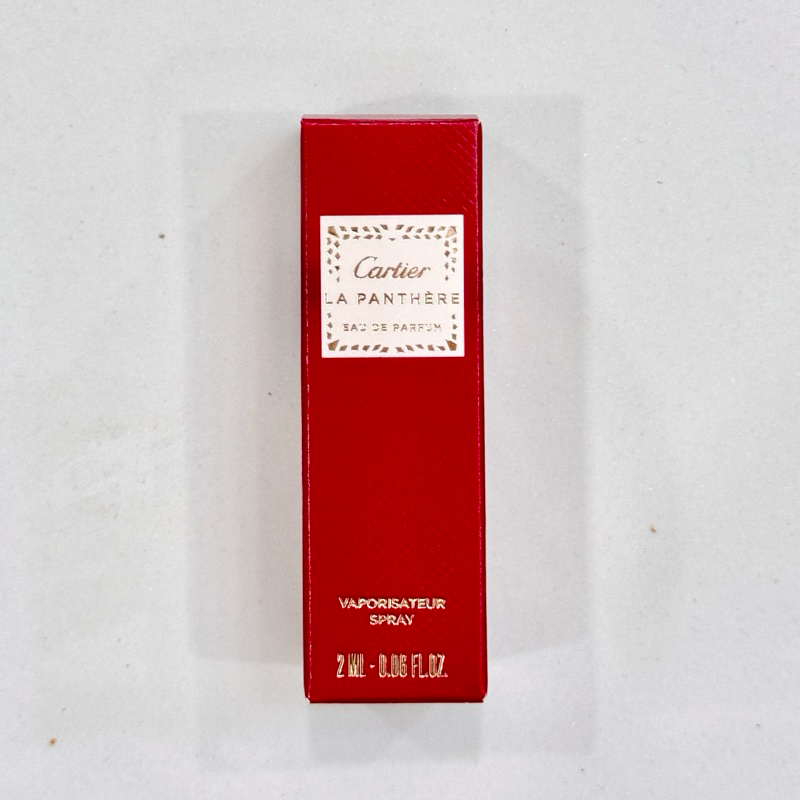 Cartier
LA PANTHÈRE
EAU DE PARFUM
VAPORISATEUR
SPRAY
2 ML - 0.06 FL.OZ.